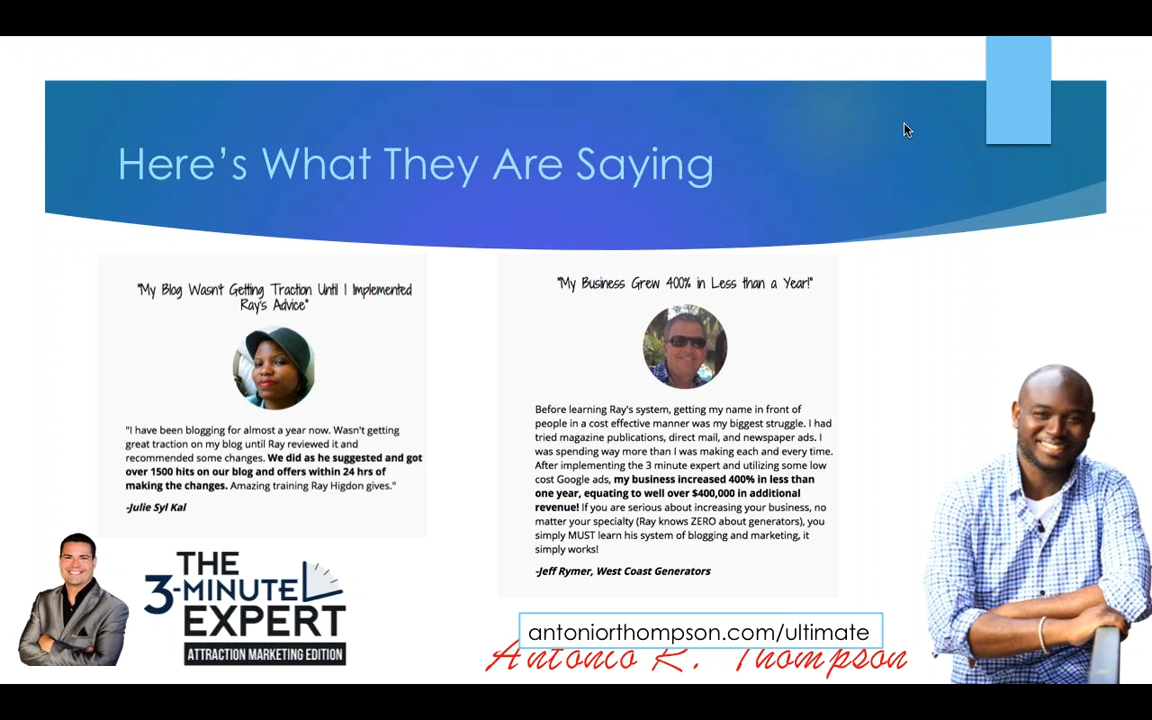 Here's What They Are Saying
"My Blog Wasn't Getting Traction Until I Implemented
Ray's Advice"
"I have been blogging for almost a year now. Wasn't getting
great traction on my blog until Ray reviewed it and
recommended some changes. We did as he suggested and got
over 1500 hits on our blog and offers within 24 hrs of
making the changes. Amazing training Ray Higdon gives."
-Julie Syl Kal
"My Business Grew 400% in Less than a Year!"
Before learning Ray's system, getting my name in front of
people in a cost effective manner was my biggest struggle. I had
tried magazine publications, direct mail, and newspaper ads. I
was spending way more than I was making each and every time.
After implementing the 3 minute expert and utilizing some low
cost Google ads, my business increased 400% in less than
one year, equating to well over $400,000 in additional
revenue! If you are serious about increasing your business, no
matter your specialty (Ray knows ZERO about generators), you
simply MUST learn his system of blogging and marketing, it
simply works!
-Jeff Rymer, West Coast Generators
THE
3-MINUTE
EXPERT
ATTRACTION MARKETING EDITION
antoniorthompson.com/ultimate
Antonio R. Thompson